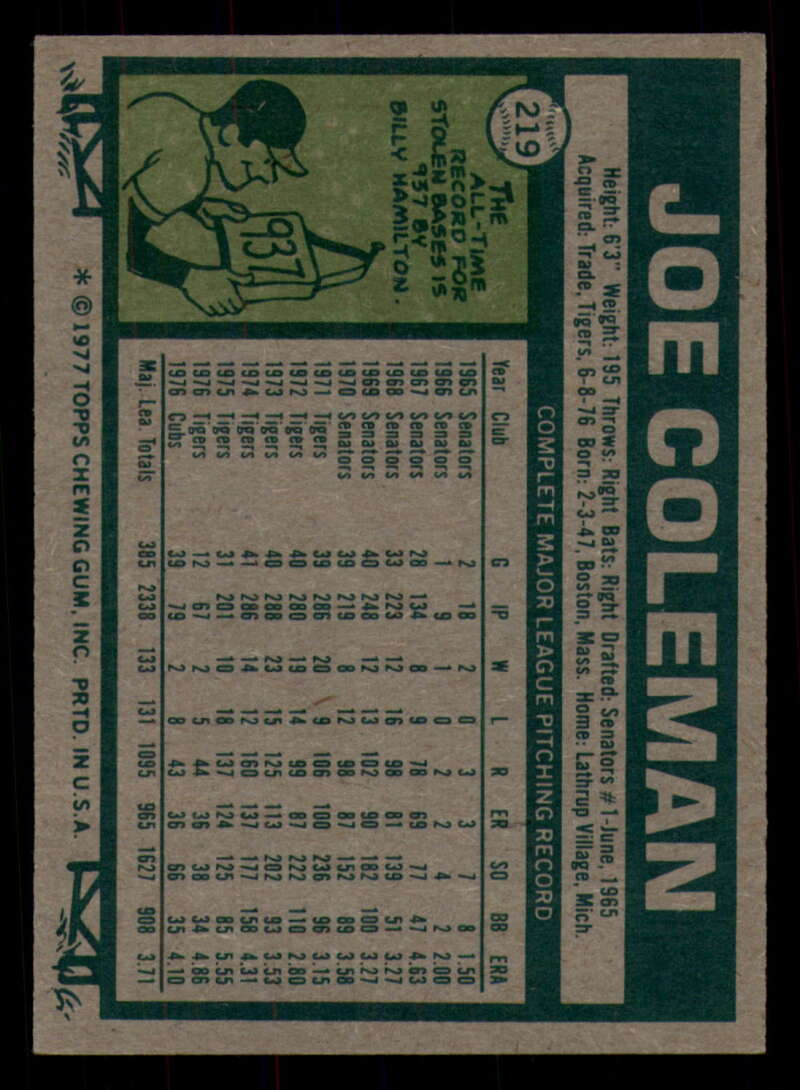 JOE COLEMAN
Height: 6'3" Weight: 195 Throws: Right Bats: Right Drafted: Senators #1-June, 1965
Acquired: Trade, Tigers, 6-8-76 Born: 2-3-47, Boston, Mass. Home: Lathrup Village, Mich.
219
THE
ALL-TIME
RECORD FOR
STOLEN BASES IS
937 BY
BILLY HAMILTON.
937
COMPLETE MAJOR LEAGUE PITCHING RECORD
Year Club G IP W L R ER SO BB ERA
1965 Senators 2 18 2 0 3 3 7 8 1.50
1966 Senators 1 9 1 0 2 2 4 2 2.00
1967 Senators 28 134 8 9 78 69 77 47 4.63
1968 Senators 33 223 12 16 98 81 139 51 3.27
1969 Senators 40 248 12 13 102 90 182 100 3.27
1970 Senators 39 219 8 12 98 87 152 89 3.58
1971 Tigers 39 286 20 9 106 100 236 96 3.15
1972 Tigers 40 280 19 14 99 87 222 110 2.80
1973 Tigers 40 288 23 15 125 113 202 93 3.53
1974 Tigers 41 286 14 12 160 137 177 158 4.31
1975 Tigers 31 201 10 18 137 124 125 85 5.55
1976 Tigers 12 67 2 5 44 36 38 34 4.86
1976 Cubs 39 79 2 8 43 36 66 35 4.10
Maj. Lea. Totals 385 2338 133 131 1095 965 1627 908 3.71
* © 1977 TOPPS CHEWING GUM, INC. PRTD. IN U.S.A.